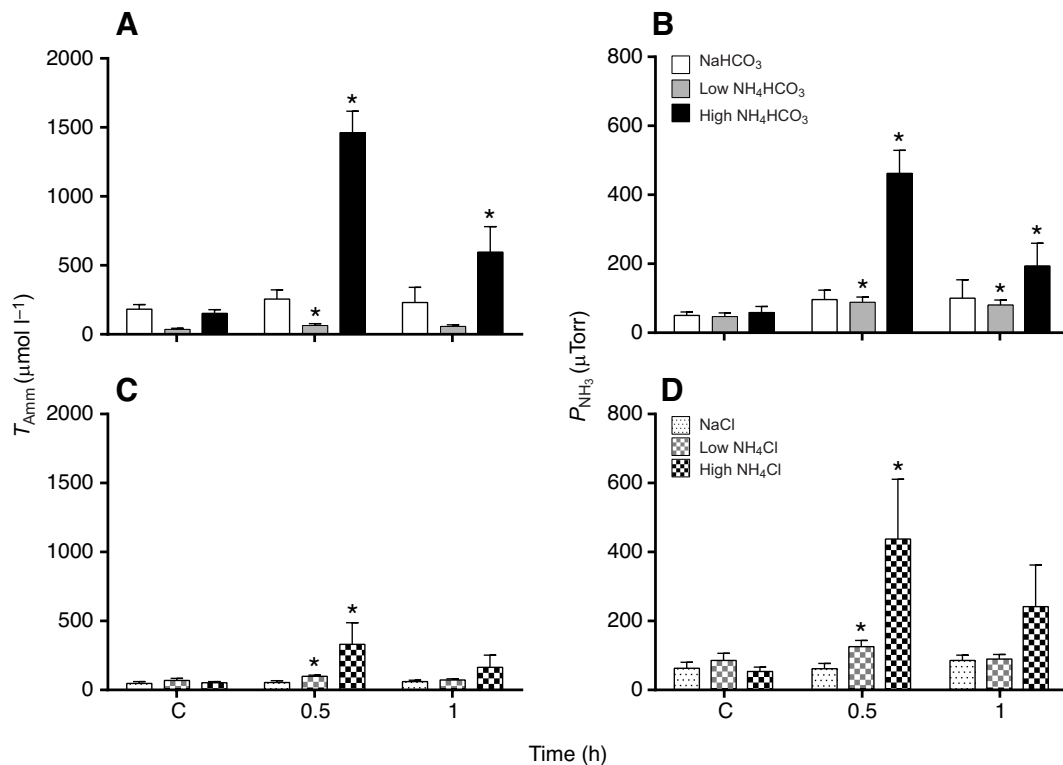 A
2000
1500
1000
500
0
*
*
*
B
800
600
400
200
0
NaHCO₃
Low NH₄HCO₃
High NH₄HCO₃
*
*
*
*
C
2000
1500
1000
500
0
*
*
C 0.5 1
D
800
600
400
200
0
NaCl
Low NH₄Cl
High NH₄Cl
*
*
C 0.5 1
T_Amm (μmol l⁻¹)
P_NH₃ (μTorr)
Time (h)